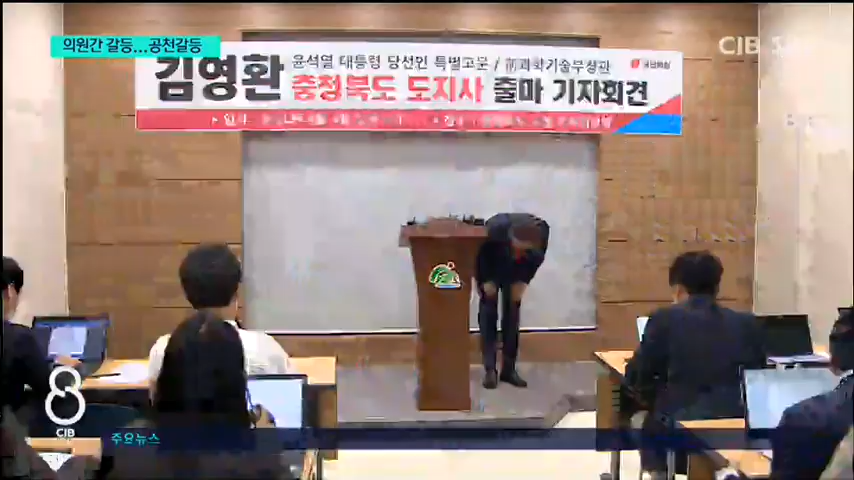 의원간 갈등...공천갈등
CJB
윤석열 대통령 당선인 특별고문 / 前과학기술부장관
김영환 충청북도 도지사 출마 기자회견
8
CJB
주요뉴스